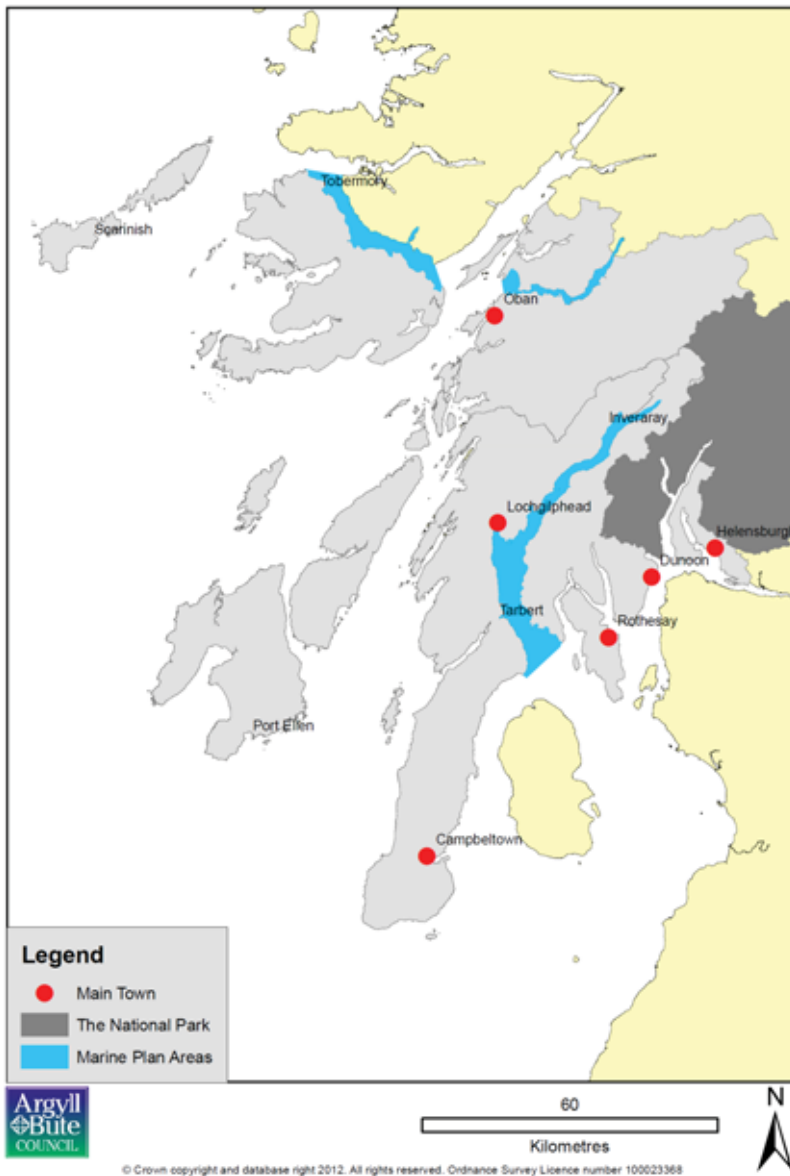 Tobermory
Scarinish
Oban
Inveraray
Lochgilphead
Helensburgh
Dunoon
Tarbert
Rothesay
Port Ellen
Campbeltown
Legend
Main Town
The National Park
Marine Plan Areas
Argyll
&Bute
COUNCIL
60
Kilometres
N
© Crown copyright and database right 2012. All rights reserved. Ordnance Survey Licence number 100023368